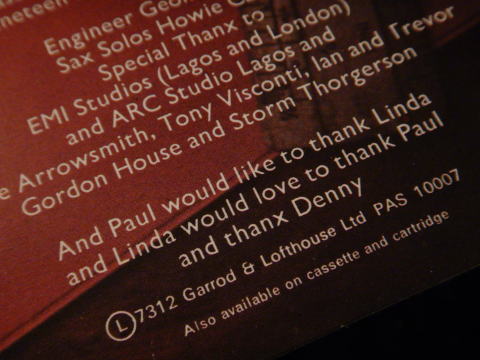 Engineer Geo
Sax Solos Howie C
Special Thanx to
EMI Studios (Lagos and London)
and ARC Studio Lagos and
Arrowsmith, Tony Visconti, Ian and Trevor
Gordon House and Storm Thorgerson
And Paul would like to thank Linda
and Linda would love to thank Paul
and thanx Denny
Ⓛ7312 Garrod & Lofthouse Ltd PAS 10007
Also available on cassette and cartridge